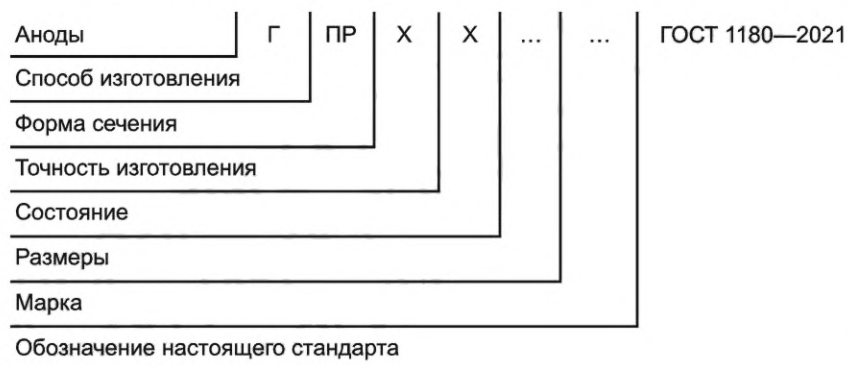 Аноды Г ПР Х Х ... ... ГОСТ 1180—2021
Способ изготовления
Форма сечения
Точность изготовления
Состояние
Размеры
Марка
Обозначение настоящего стандарта